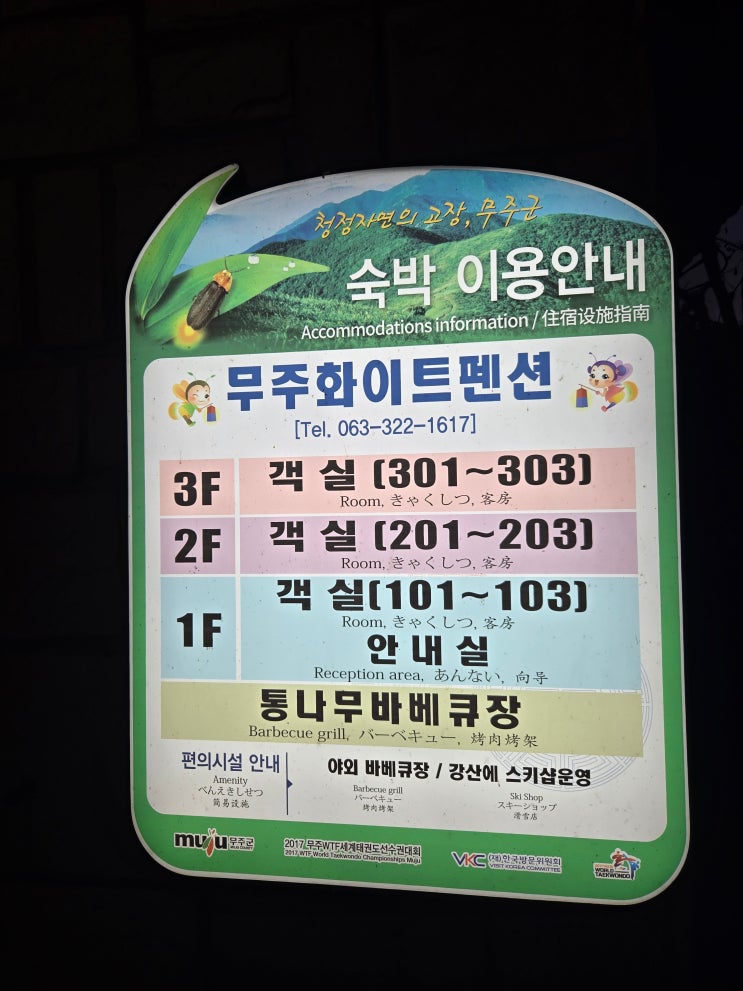 청정자연의 고장, 무주군
숙박 이용안내
Accommodations information / 住宿设施指南
무주화이트펜션
[Tel. 063-322-1617]
3F 객 실 (301~303)
Room, きゃくしつ, 客房
2F 객 실 (201~203)
Room, きゃくしつ, 客房
1F 객 실(101~103)
Room, きゃくしつ, 客房
안 내 실
Reception area, あんない, 向导
통나무바베큐장
Barbecue grill, バーベキュー, 烤肉烤架
편의시설 안내
Amenity
べんえきしせつ
简易设施
야외 바베큐장 / 강산에 스키샵운영
Barbecue grill
バーベキュー
烤肉烤架
Ski Shop
スキーショップ
滑雪店
muju 무주군
MUJU COUNTY
2017 무주WTF세계태권도선수권대회
2017 WTF World Taekwondo Championships Muju
VKC (재)한국방문위원회
VISIT KOREA COMMITTEE
WORLD
TAEKWONDO